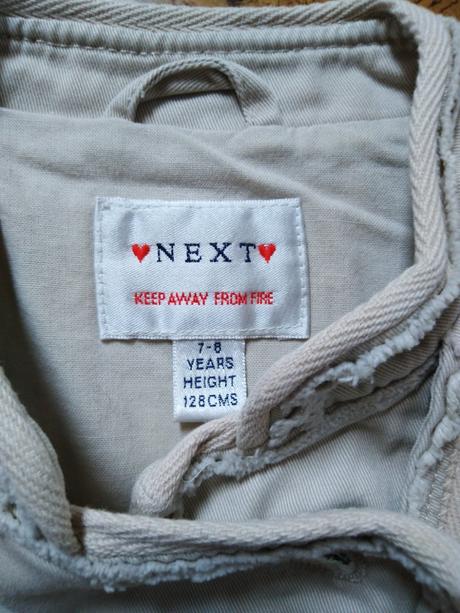 ♥NEXT♥
KEEP AWAY FROM FIRE
7-8
YEARS
HEIGHT
128CMS